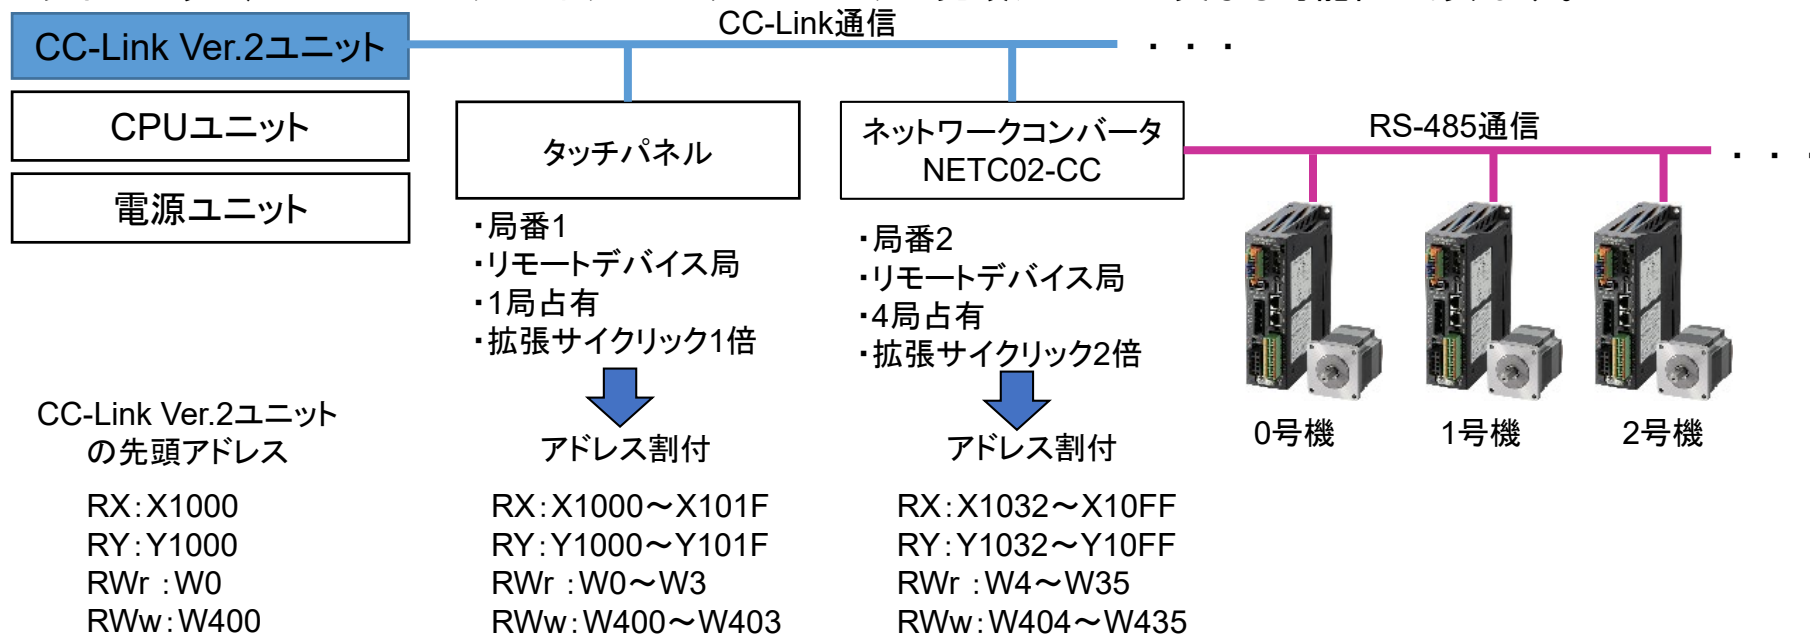 CC-Link通信
CC-Link Ver.2ユニット
・・・
CPUユニット
電源ユニット
タッチパネル
ネットワークコンバータ
NETC02-CC
RS-485通信
・・・
・局番1
・リモートデバイス局
・1局占有
・拡張サイクリック1倍
・局番2
・リモートデバイス局
・4局占有
・拡張サイクリック2倍
0号機
1号機
2号機
CC-Link Ver.2ユニット
の先頭アドレス
RX:X1000
RY:Y1000
RWr :W0
RWw:W400
アドレス割付
RX:X1000～X101F
RY:Y1000～Y101F
RWr :W0～W3
RWw:W400～W403
アドレス割付
RX:X1032～X10FF
RY:Y1032～Y10FF
RWr :W4～W35
RWw:W404～W435